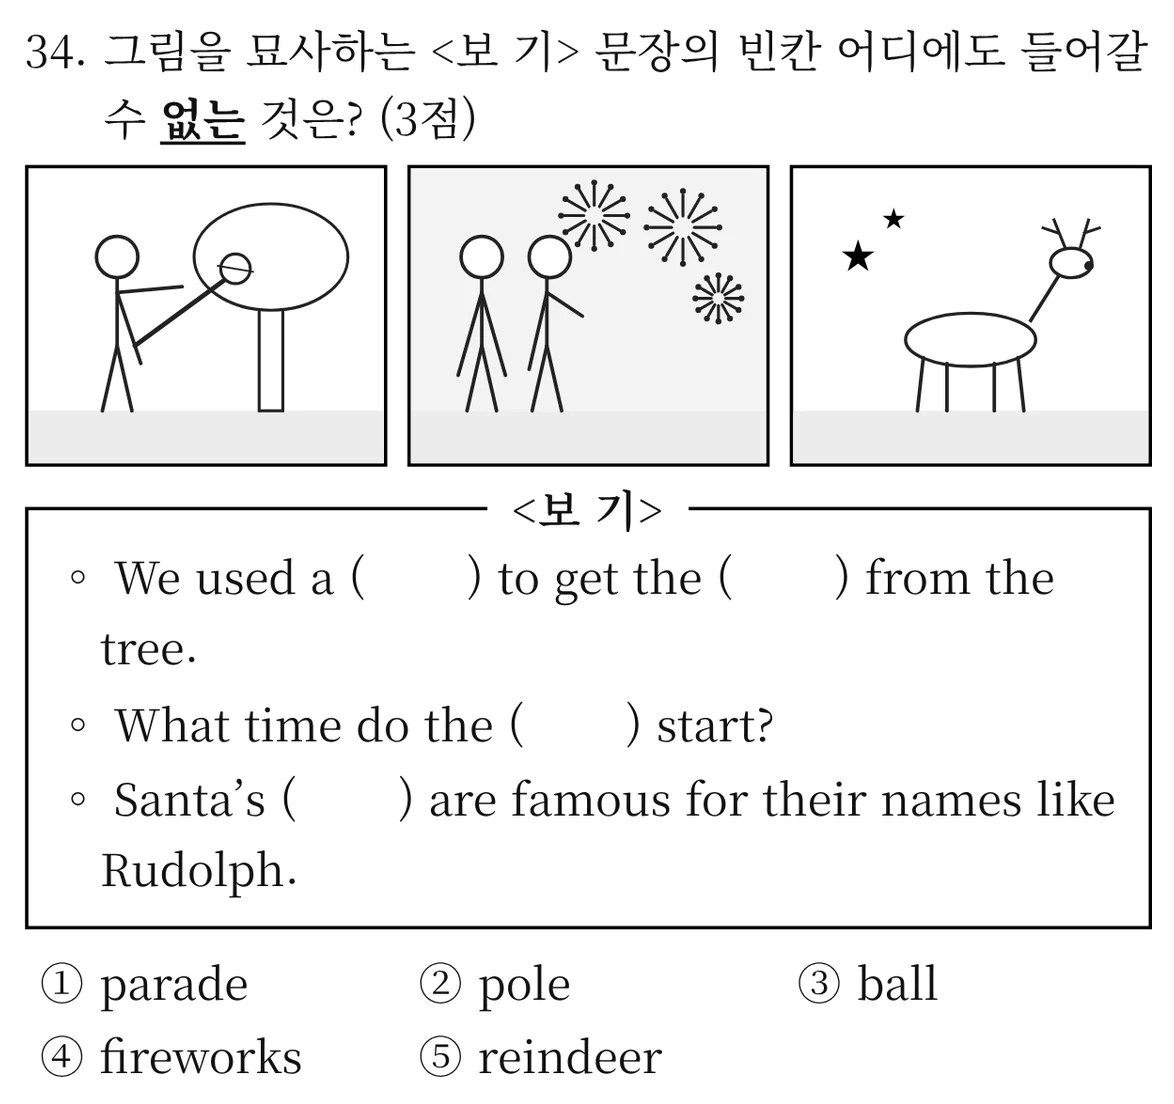 34. 그림을 묘사하는 <보 기> 문장의 빈칸 어디에도 들어갈
수 없는 것은? (3점)
<보 기>
◦ We used a (      ) to get the (      ) from the
tree.
◦ What time do the (      ) start?
◦ Santa’s (      ) are famous for their names like
Rudolph.
① parade ② pole ③ ball
④ fireworks ⑤ reindeer